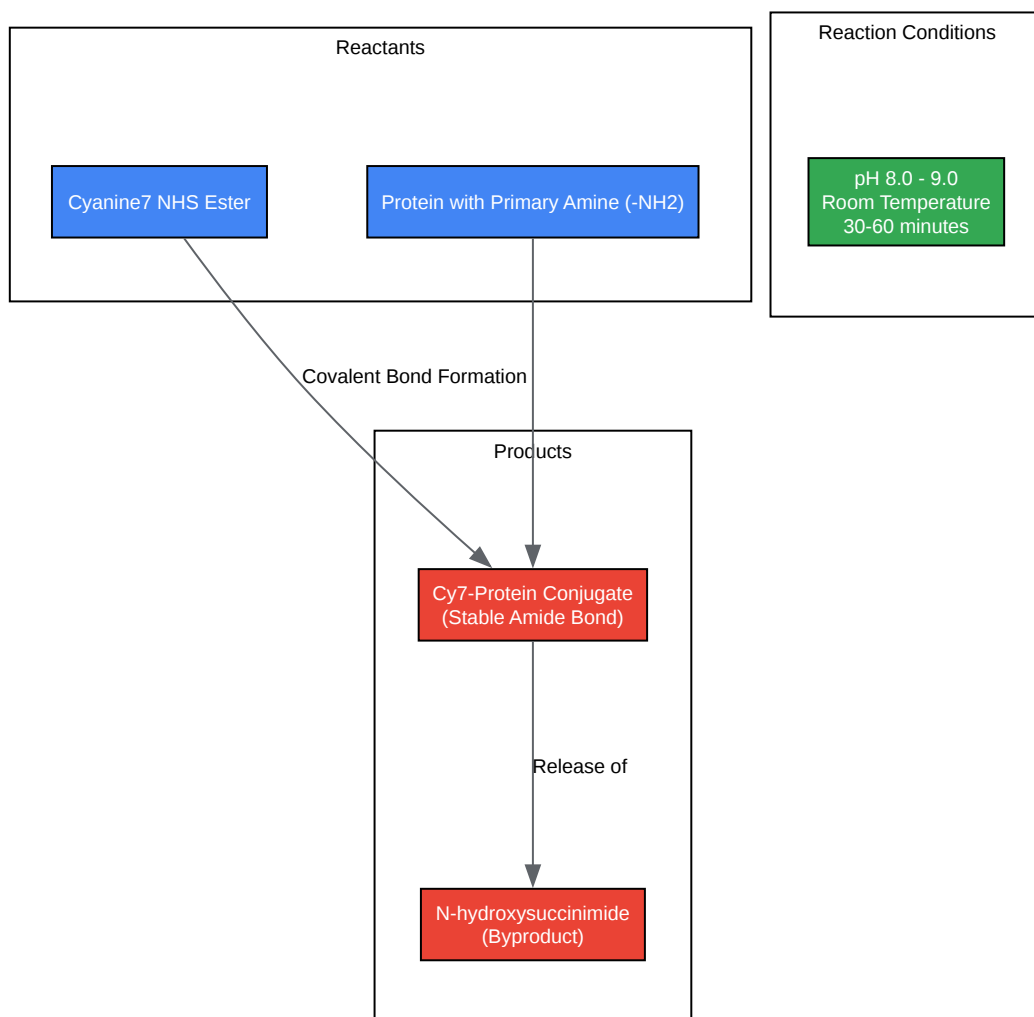 Reactants
Reaction Conditions
Cyanine7 NHS Ester
Protein with Primary Amine (-NH2)
pH 8.0 - 9.0
Room Temperature
30-60 minutes
Covalent Bond Formation
Products
Cy7-Protein Conjugate
(Stable Amide Bond)
Release of
N-hydroxysuccinimide
(Byproduct)